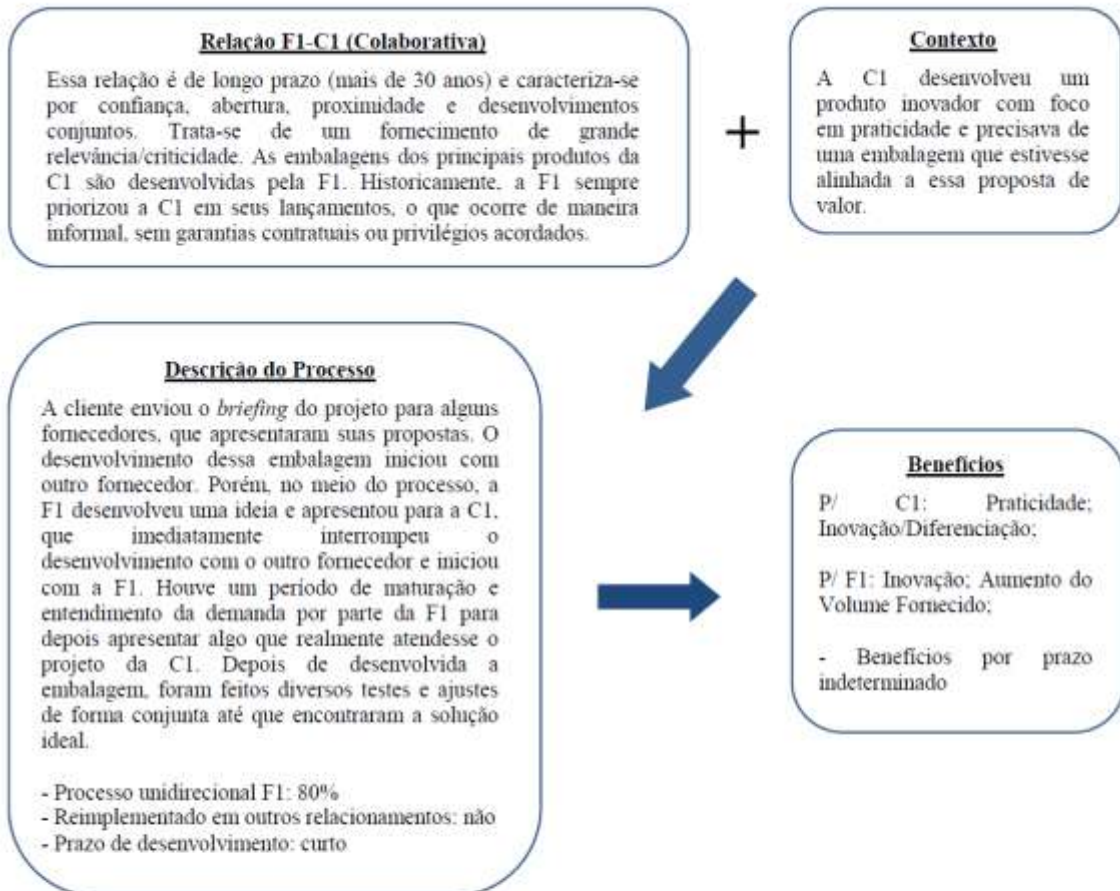 Relação F1-C1 (Colaborativa)
Essa relação é de longo prazo (mais de 30 anos) e caracteriza-se
por confiança, abertura, proximidade e desenvolvimentos
conjuntos. Trata-se de um fornecimento de grande
relevância/criticidade. As embalagens dos principais produtos da
C1 são desenvolvidas pela F1. Historicamente, a F1 sempre
priorizou a C1 em seus lançamentos, o que ocorre de maneira
informal, sem garantias contratuais ou privilégios acordados.
+
Contexto
A C1 desenvolveu um
produto inovador com foco
em praticidade e precisava de
uma embalagem que estivesse
alinhada a essa proposta de
valor.
Descrição do Processo
A cliente enviou o briefing do projeto para alguns
fornecedores, que apresentaram suas propostas. O
desenvolvimento dessa embalagem iniciou com
outro fornecedor. Porém, no meio do processo, a
F1 desenvolveu uma ideia e apresentou para a C1,
que imediatamente interrompeu o
desenvolvimento com o outro fornecedor e iniciou
com a F1. Houve um período de maturação e
entendimento da demanda por parte da F1 para
depois apresentar algo que realmente atendesse o
projeto da C1. Depois de desenvolvida a
embalagem, foram feitos diversos testes e ajustes
de forma conjunta até que encontraram a solução
ideal.
- Processo unidirecional F1: 80%
- Reimplementado em outros relacionamentos: não
- Prazo de desenvolvimento: curto
Benefícios
P/ C1: Praticidade;
Inovação/Diferenciação;
P/ F1: Inovação; Aumento do
Volume Fornecido;
- Benefícios por prazo
indeterminado